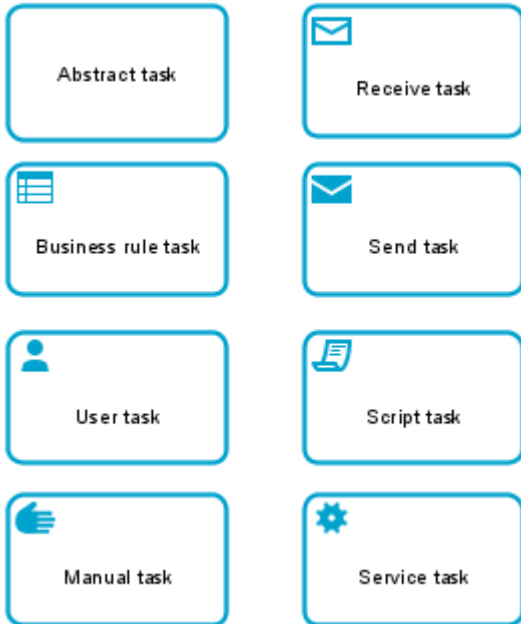 Abstract task
Receive task
Business rule task
Send task
User task
Script task
Manual task
Service task